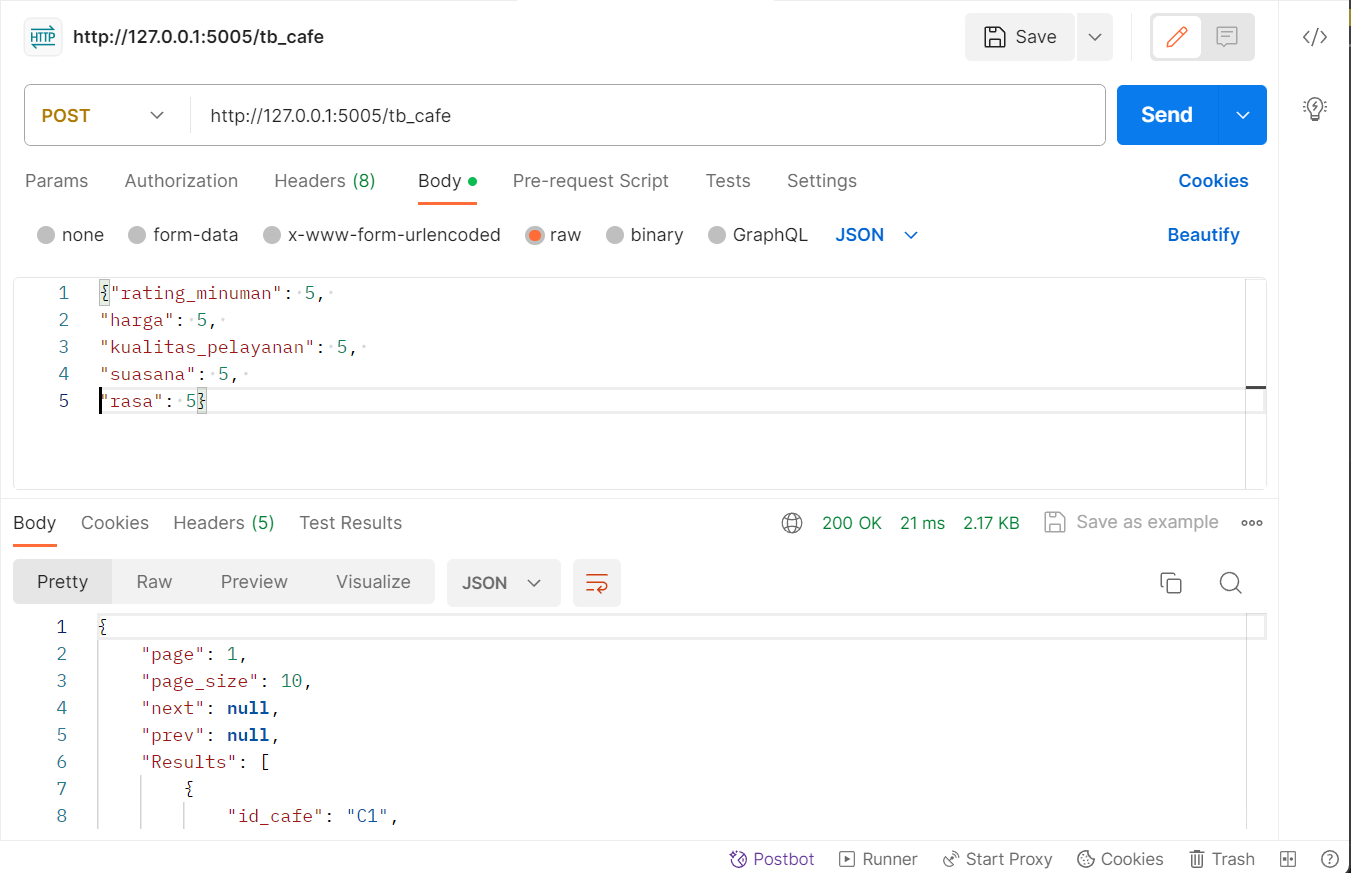 HTTP http://127.0.0.1:5005/tb_cafe Save
POST http://127.0.0.1:5005/tb_cafe Send
Params Authorization Headers (8) Body Pre-request Script Tests Settings Cookies
none form-data x-www-form-urlencoded raw binary GraphQL JSON Beautify
1 {"rating_minuman": 5,
2 "harga": 5,
3 "kualitas_pelayanan": 5,
4 "suasana": 5,
5 "rasa": 5}
Body Cookies Headers (5) Test Results 200 OK 21 ms 2.17 KB Save as example
Pretty Raw Preview Visualize JSON
1 {
2 "page": 1,
3 "page_size": 10,
4 "next": null,
5 "prev": null,
6 "Results": [
7 {
8 "id_cafe": "C1",
Postbot Runner Start Proxy Cookies Trash